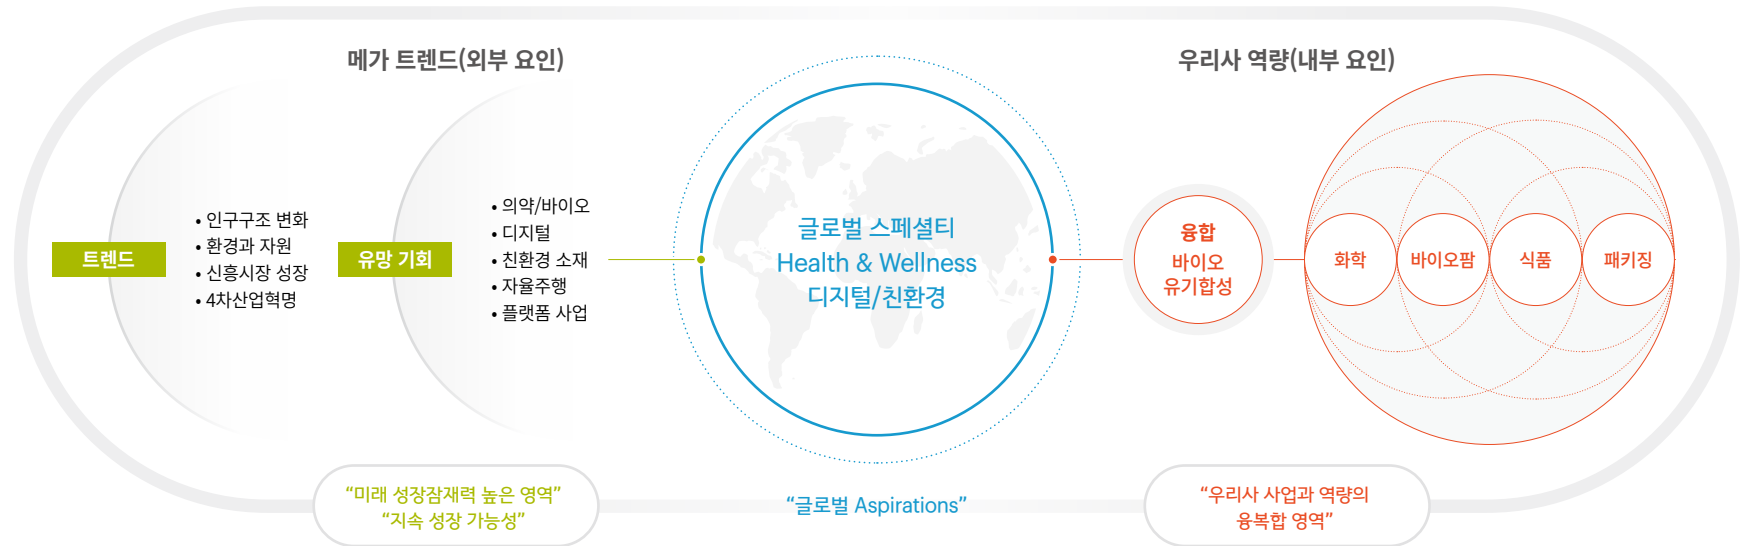 메가 트렌드(외부 요인)
트렌드
• 인구구조 변화
• 환경과 자원
• 신흥시장 성장
• 4차산업혁명
유망 기회
• 의약/바이오
• 디지털
• 친환경 소재
• 자율주행
• 플랫폼 사업
“미래 성장잠재력 높은 영역”
“지속 성장 가능성”
글로벌 스페셜티
Health & Wellness
디지털/친환경
“글로벌 Aspirations”
우리사 역량(내부 요인)
융합
바이오
유기합성
화학
바이오팜
식품
패키징
“우리사 사업과 역량의
융복합 영역”